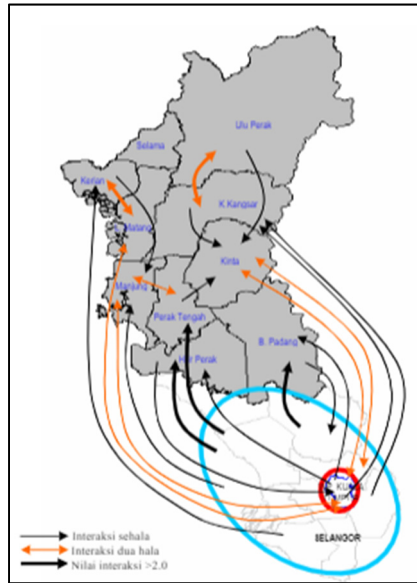 Ulu Perak
Selama
Kerian
K Kangsar
L. Matang
Kinta
Manjung
Perak Tengah
B. Padang
Hilir Perak
SELANGOR
Interaksi sehala
Interaksi dua hala
Nilai interaksi >2.0